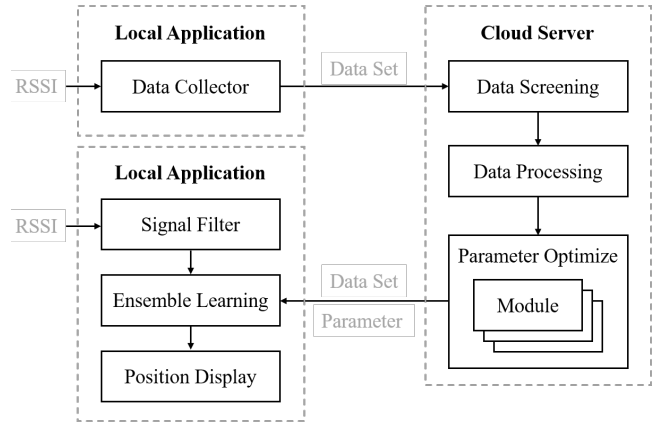 Local Application
RSSI
Data Collector
Data Set
Cloud Server
Data Screening
Data Processing
Parameter Optimize
Module
Local Application
RSSI
Signal Filter
Ensemble Learning
Data Set
Parameter
Position Display